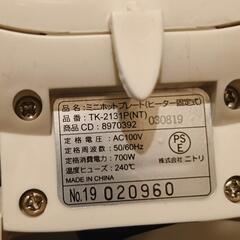 品名:ミニホットプレート(ヒーター固定式)
品番:TK-2131P(NT) 030819
商品CD:8970392
定格電圧:AC100V
定格周波数:50/60Hz
定格消費電力:700W
温度ヒューズ:240℃
PSE
株式会社ニトリ
MADE IN CHINA
No.19 020960